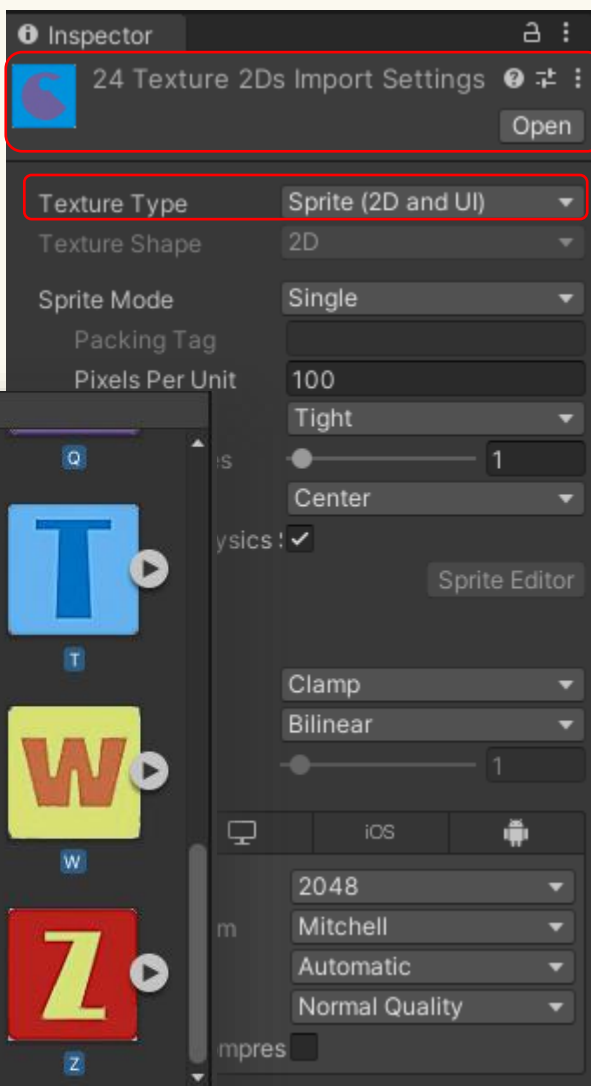 Inspector
24 Texture 2Ds Import Settings
Open
Texture Type Sprite (2D and UI)
Texture Shape 2D
Sprite Mode Single
Packing Tag
Pixels Per Unit 100
Tight
Q
1
Center
T
Sprite Editor
T
Clamp
Bilinear
W
1
iOS
W
2048
Mitchell
Z
Automatic
Normal Quality
Z